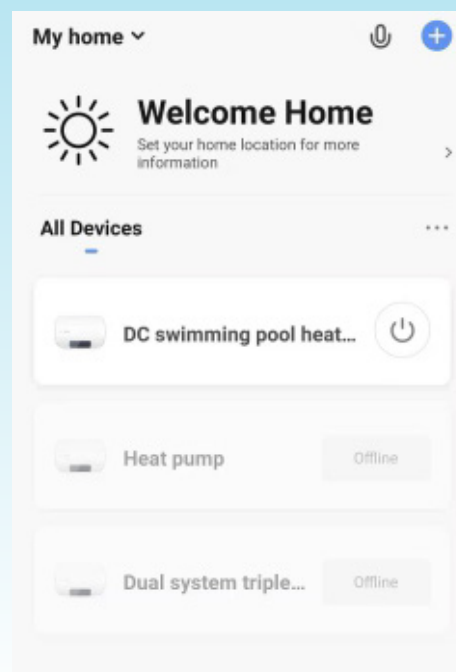 My home
Welcome Home
Set your home location for more
information
All Devices
DC swimming pool heat...
Heat pump
Offline
Dual system triple...
Offline